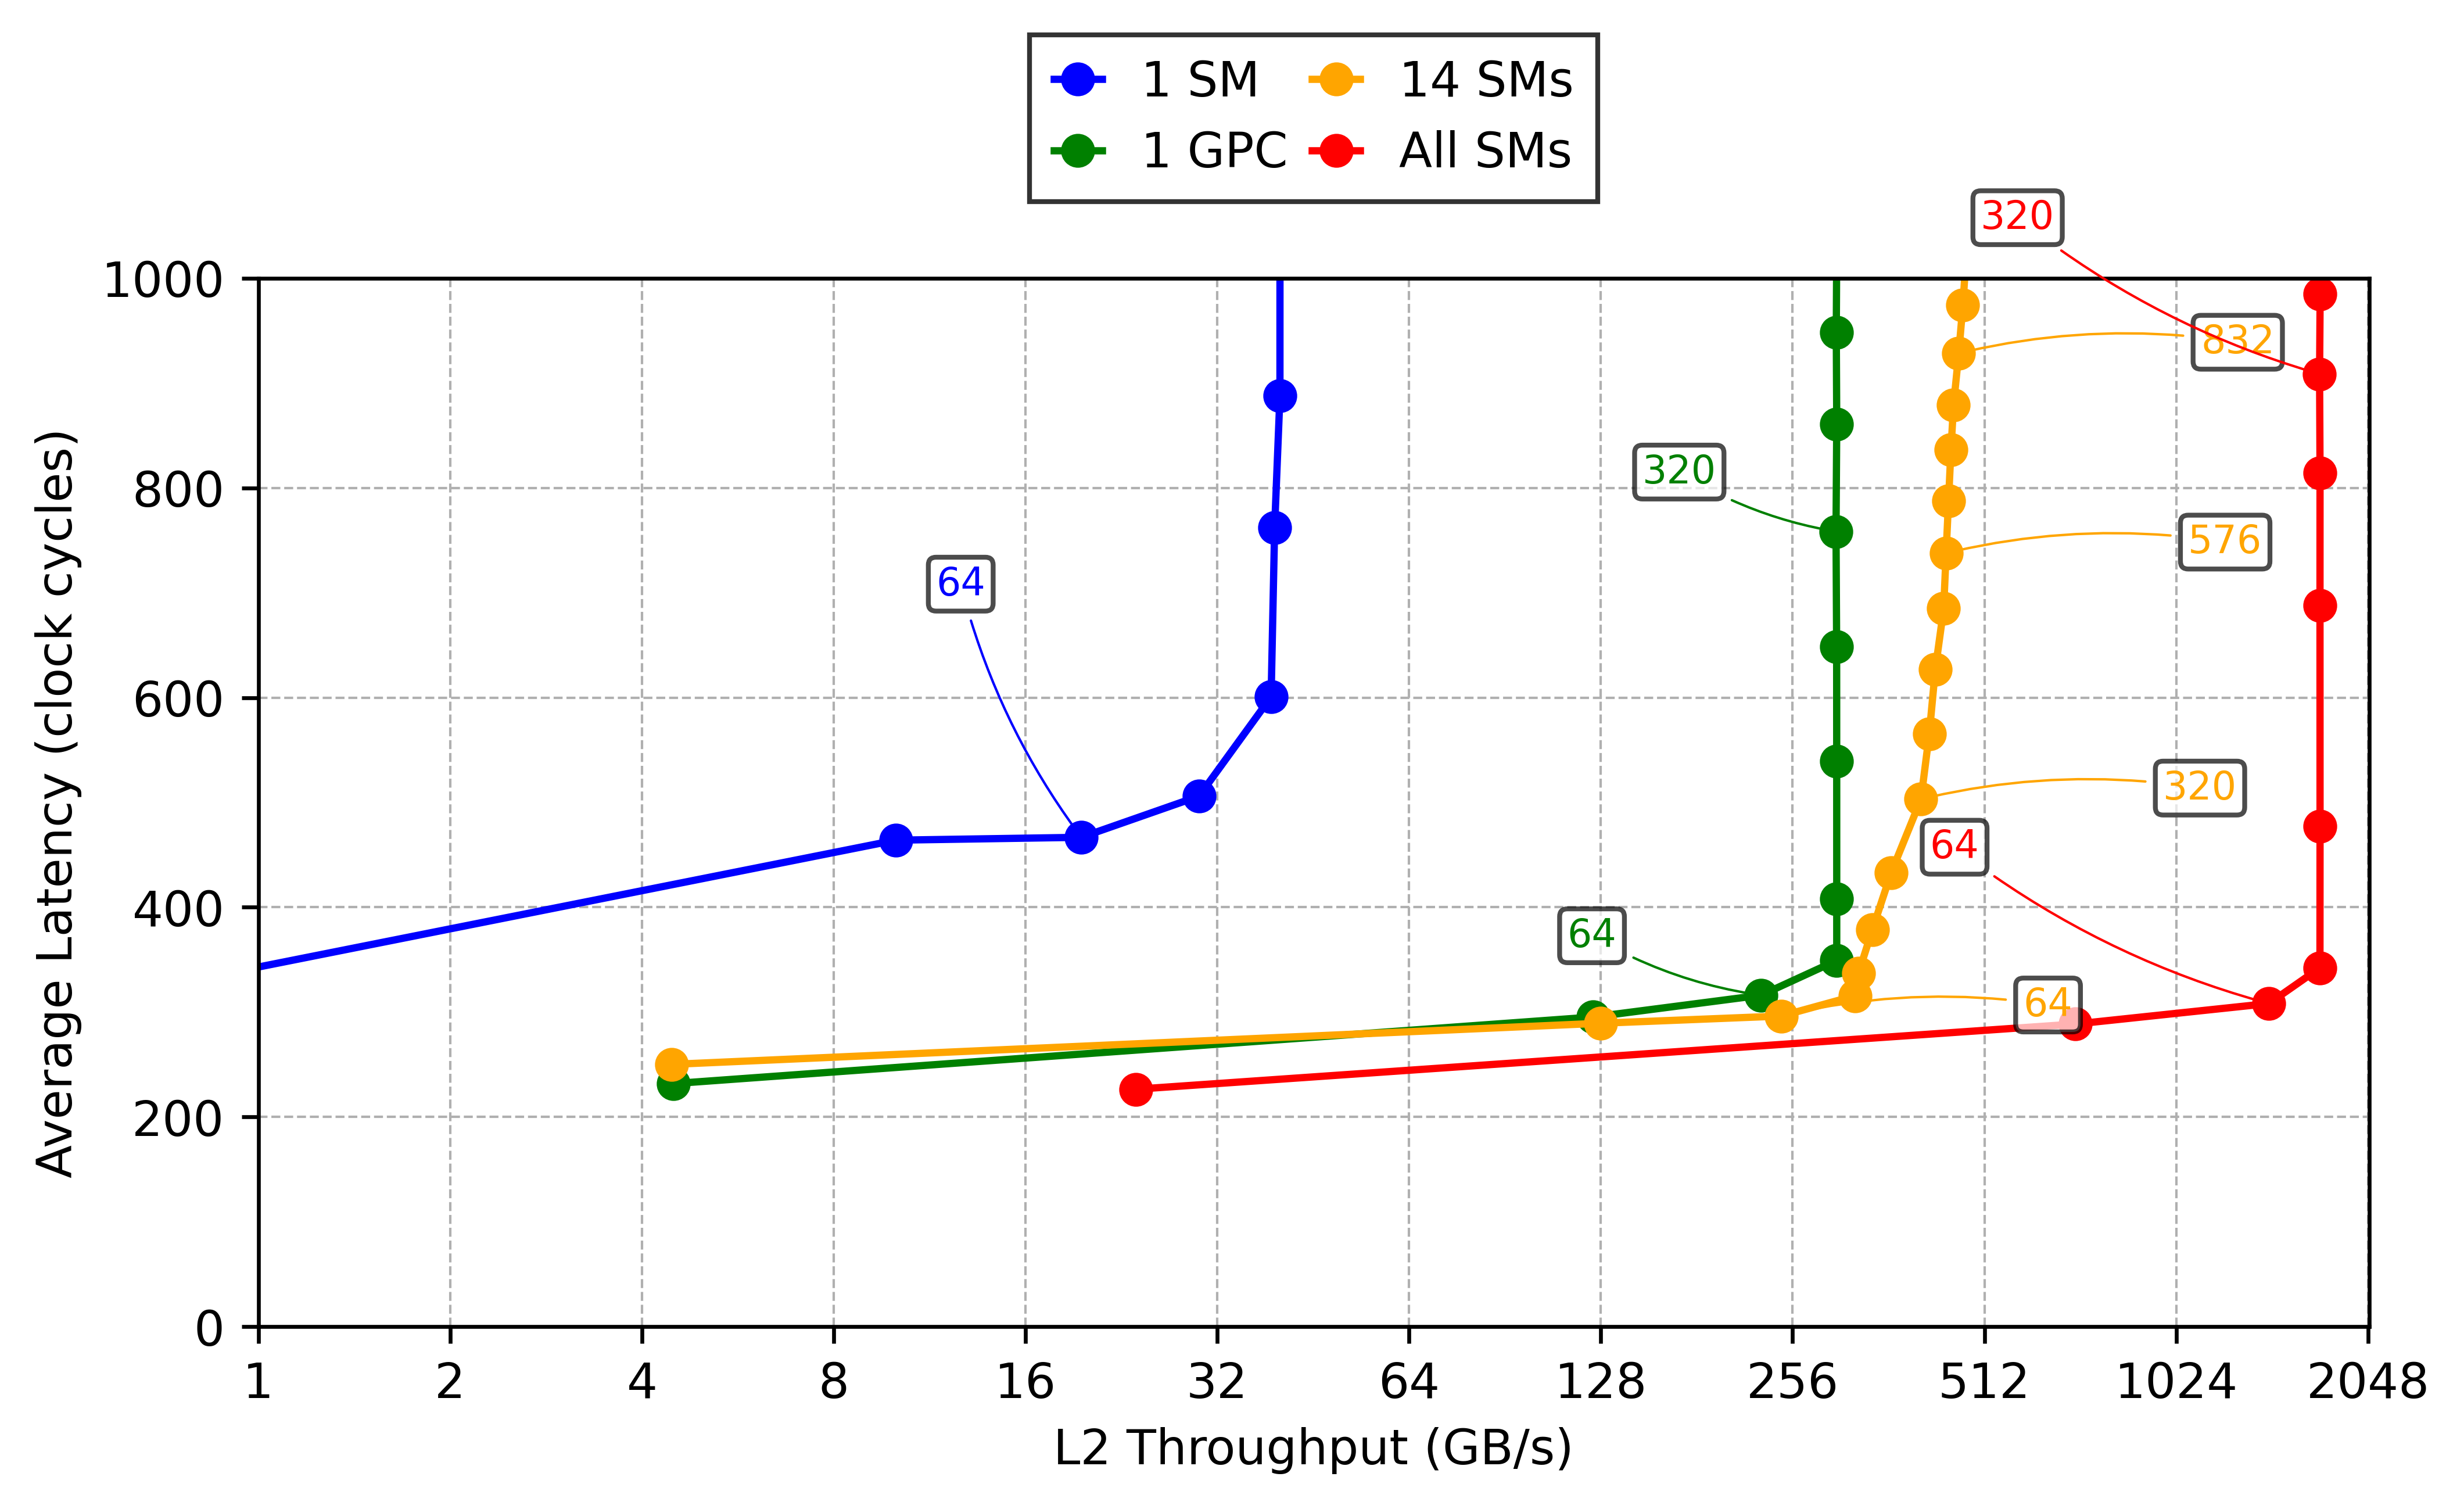 1 SM
14 SMs
1 GPC
All SMs
320
1000
832
800
320
576
64
600
320
64
400
64
64
200
0
1 2 4 8 16 32 64 128 256 512 1024 2048
L2 Throughput (GB/s)
Average Latency (clock cycles)